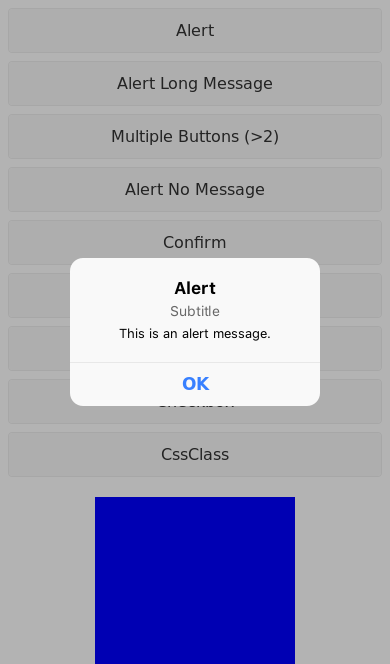 Alert
Alert Long Message
Multiple Buttons (>2)
Alert No Message
Confirm
Alert
Subtitle
This is an alert message.
OK
CssClass